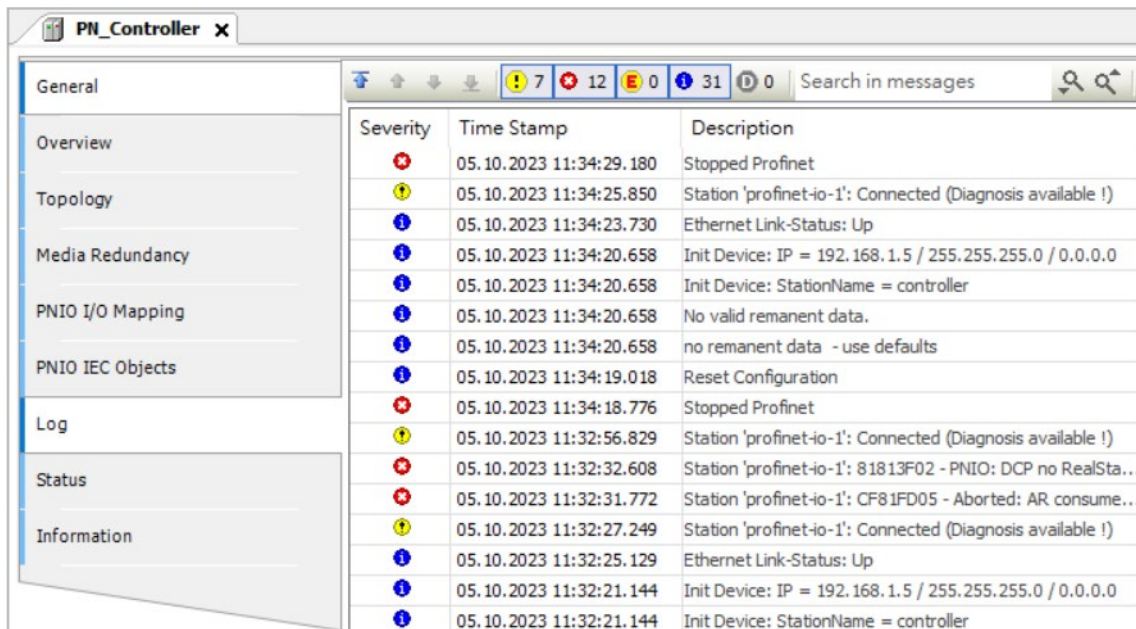 PN_Controller X
General
Overview
Topology
Media Redundancy
PNIO I/O Mapping
PNIO IEC Objects
Log
Status
Information
! 7 12 E 0 i 31 D 0 Search in messages
Severity Time Stamp Description
05.10.2023 11:34:29.180 Stopped Profinet
05.10.2023 11:34:25.850 Station 'profinet-io-1': Connected (Diagnosis available !)
05.10.2023 11:34:23.730 Ethernet Link-Status: Up
05.10.2023 11:34:20.658 Init Device: IP = 192.168.1.5 / 255.255.255.0 / 0.0.0.0
05.10.2023 11:34:20.658 Init Device: StationName = controller
05.10.2023 11:34:20.658 No valid remanent data.
05.10.2023 11:34:20.658 no remanent data - use defaults
05.10.2023 11:34:19.018 Reset Configuration
05.10.2023 11:34:18.776 Stopped Profinet
05.10.2023 11:32:56.829 Station 'profinet-io-1': Connected (Diagnosis available !)
05.10.2023 11:32:32.608 Station 'profinet-io-1': 81813F02 - PNIO: DCP no RealSta...
05.10.2023 11:32:31.772 Station 'profinet-io-1': CF81FD05 - Aborted: AR consume...
05.10.2023 11:32:27.249 Station 'profinet-io-1': Connected (Diagnosis available !)
05.10.2023 11:32:25.129 Ethernet Link-Status: Up
05.10.2023 11:32:21.144 Init Device: IP = 192.168.1.5 / 255.255.255.0 / 0.0.0.0
05.10.2023 11:32:21.144 Init Device: StationName = controller